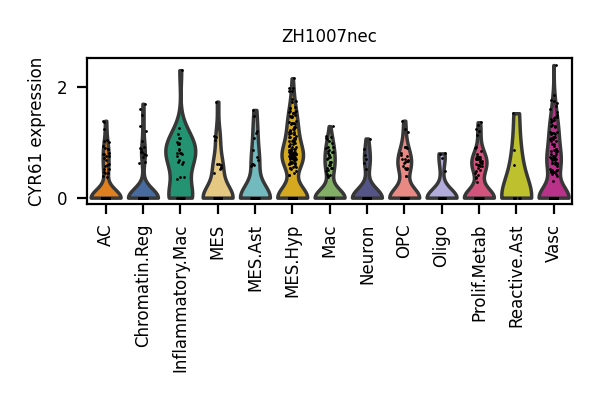 ZH1007nec
CYR61 expression
2
0
AC
Chromatin.Reg
Inflammatory.Mac
MES
MES.Ast
MES.Hyp
Mac
Neuron
OPC
Oligo
Prolif.Metab
Reactive.Ast
Vasc